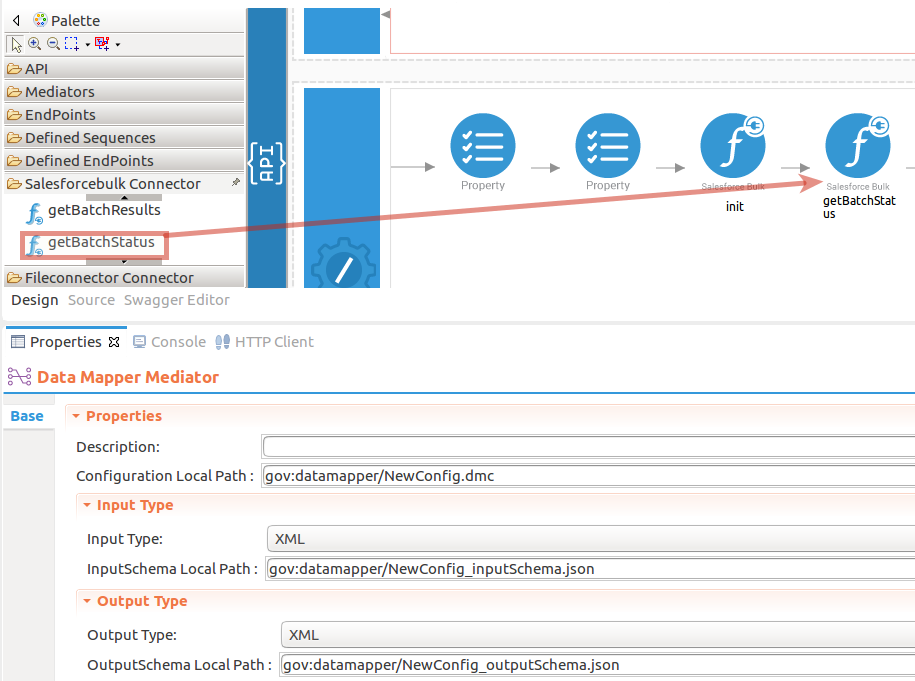 Palette
API
Mediators
EndPoints
Defined Sequences
Defined EndPoints
Salesforcebulk Connector
getBatchResults
getBatchStatus
Fileconnector Connector
{API}
Property
Property
Salesforce Bulk
init
Salesforce Bulk
getBatchStat
us
Design Source Swagger Editor
Properties Console HTTP Client
Data Mapper Mediator
Base
Properties
Description:
Configuration Local Path : gov:datamapper/NewConfig.dmc
Input Type
Input Type: XML
InputSchema Local Path : gov:datamapper/NewConfig_inputSchema.json
Output Type
Output Type: XML
OutputSchema Local Path : gov:datamapper/NewConfig_outputSchema.json